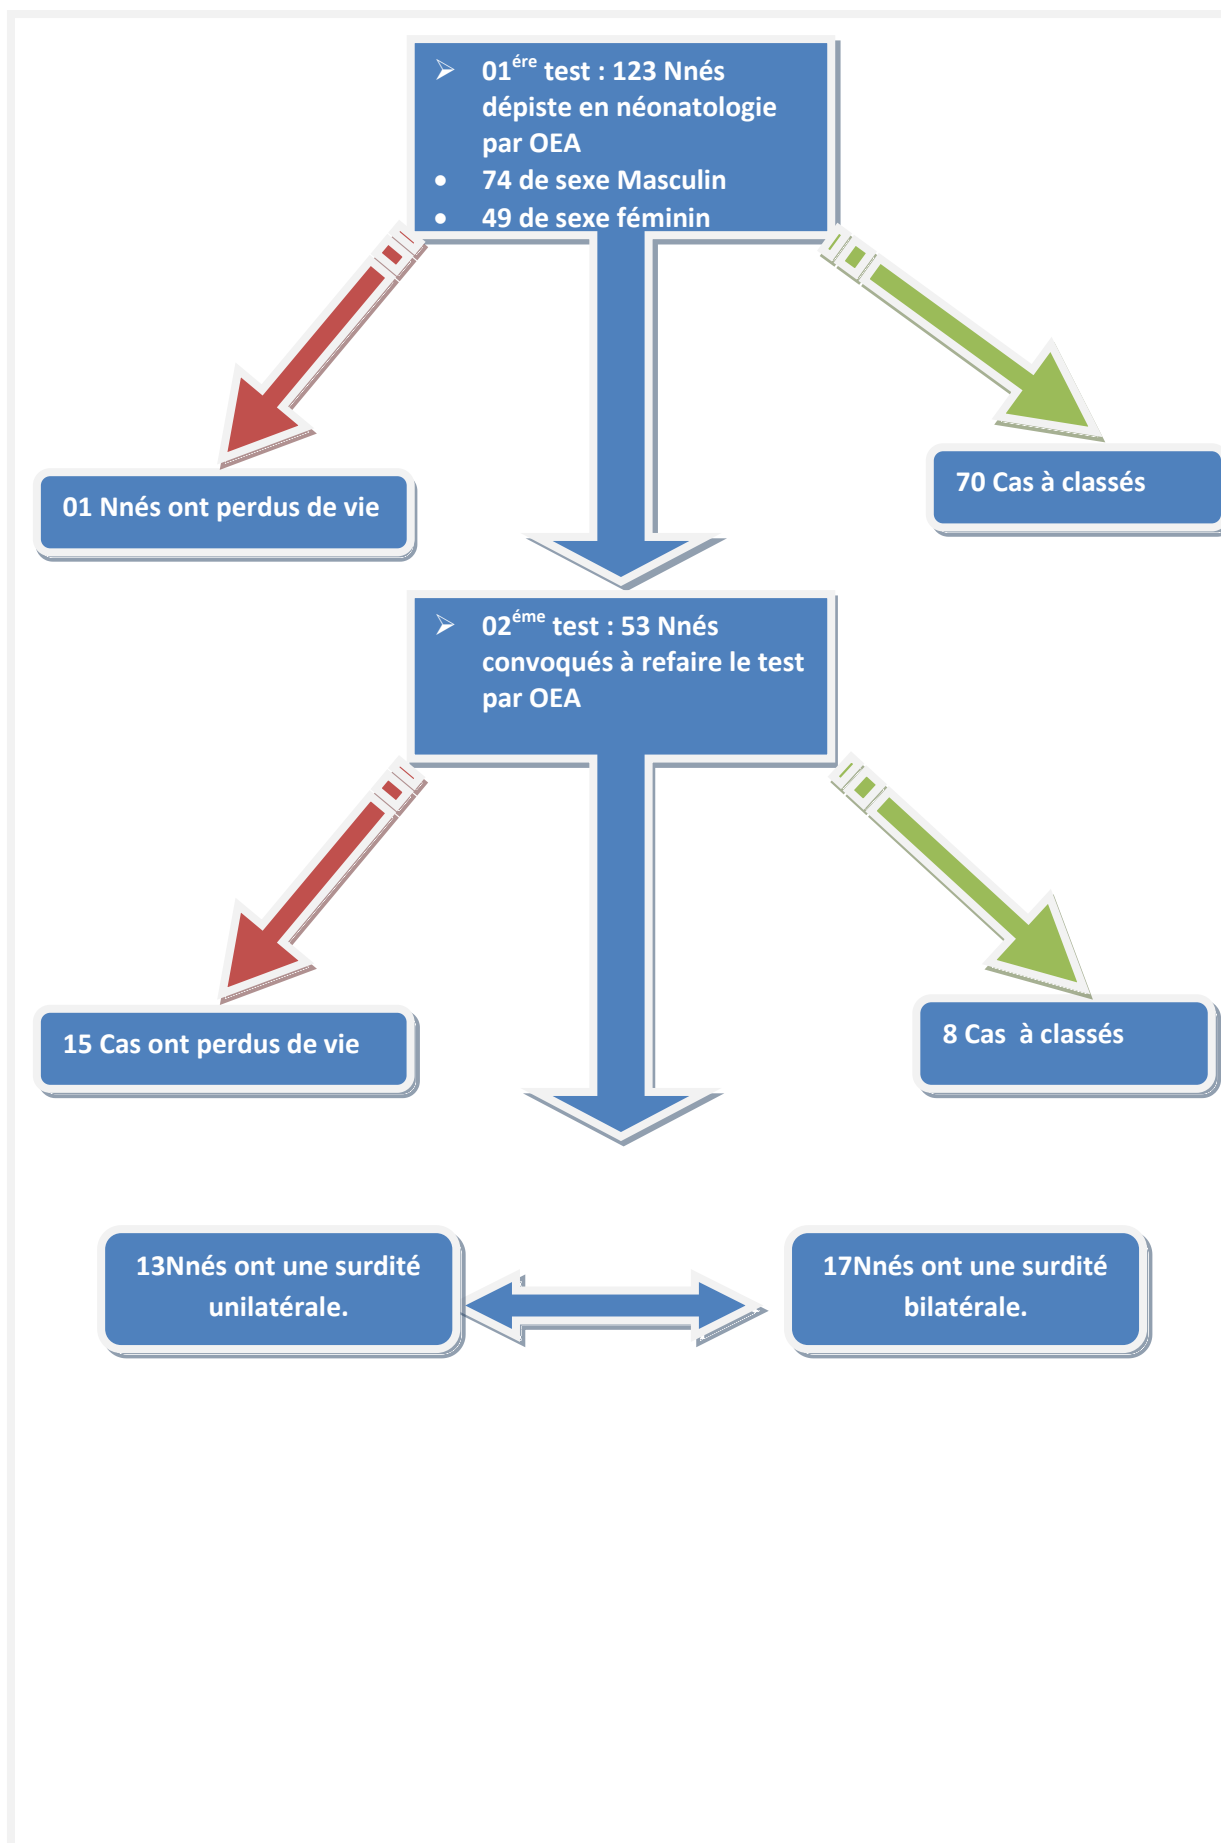 ➢ 01ére test : 123 Nnés
dépiste en néonatologie
par OEA
• 74 de sexe Masculin
• 49 de sexe féminin
01 Nnés ont perdus de vie
70 Cas à classés
➢ 02éme test : 53 Nnés
convoqués à refaire le test
par OEA
15 Cas ont perdus de vie
8 Cas à classés
13Nnés ont une surdité
unilatérale.
17Nnés ont une surdité
bilatérale.